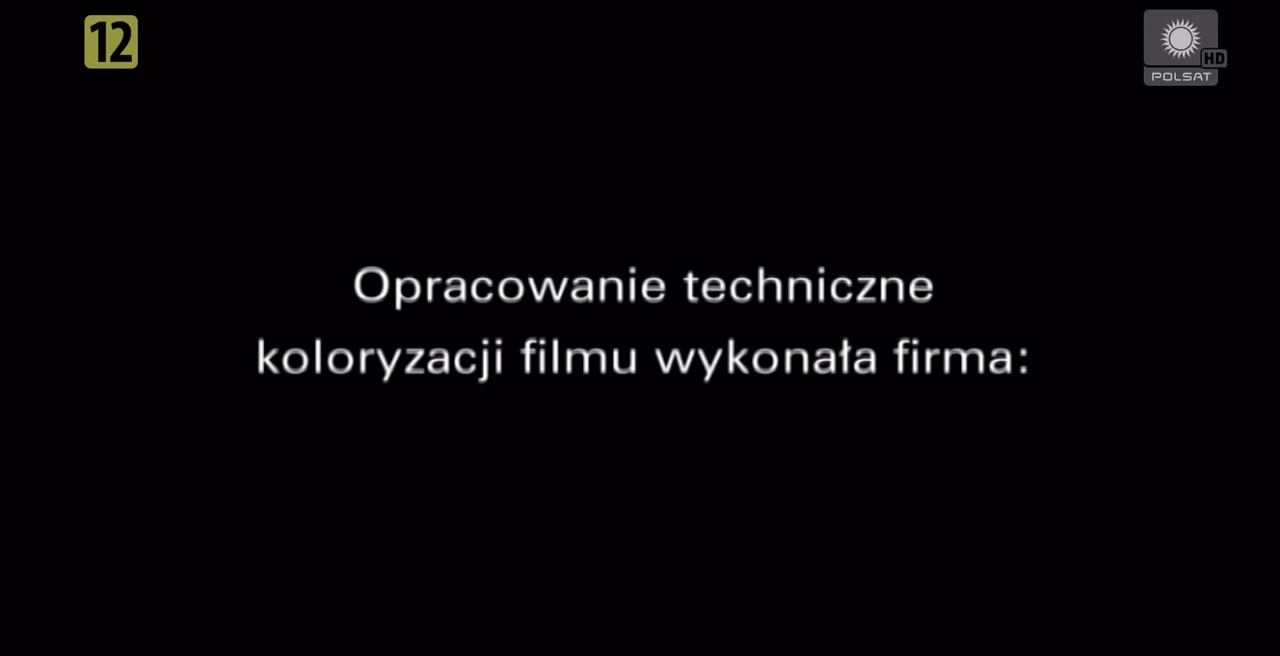 12
HD
POLSAT
Opracowanie techniczne
koloryzacji filmu wykonała firma: